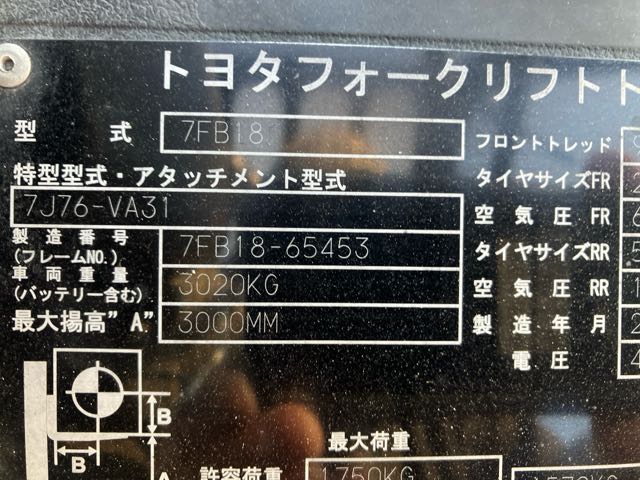 トヨタフォークリフト
型 式 7FB18 フロントトレッド
特型型式・アタッチメント型式 タイヤサイズFR
7J76-VA31 空気圧 FR
製造番号 (フレームNO.) 7FB18-65453 タイヤサイズRR
車両重量 (バッテリー含む) 3020KG 空気圧 RR
最大揚高"A" 3000MM 製造年月
電圧
B
B
A
最大荷重
許容荷重 1750KG